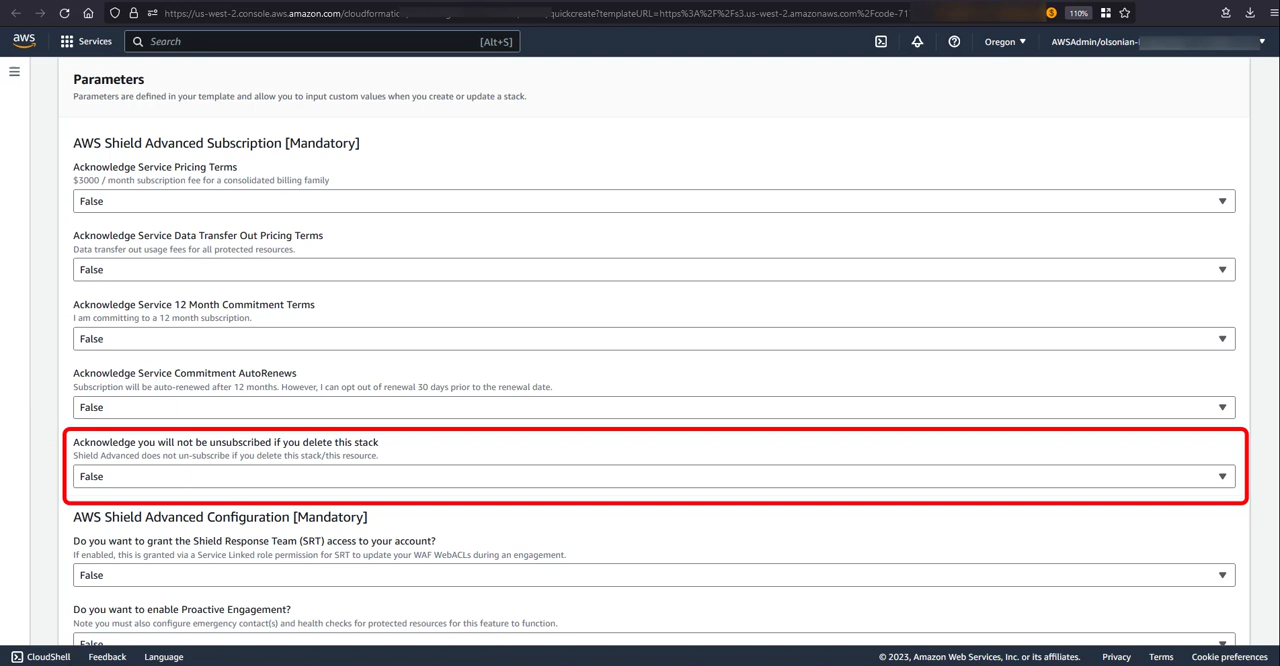 https://us-west-2.console.aws.amazon.com/cloudformatic
quickcreate?templateURL=https%3A%2F%2Fs3.us-west-2.amazonaws.com%2Fcode-71
110%
aws
Services
Search [Alt+S]
Oregon
AWSAdmin/olsonian-
Parameters
Parameters are defined in your template and allow you to input custom values when you create or update a stack.
AWS Shield Advanced Subscription [Mandatory]
Acknowledge Service Pricing Terms
$3000 / month subscription fee for a consolidated billing family
False
Acknowledge Service Data Transfer Out Pricing Terms
Data transfer out usage fees for all protected resources.
False
Acknowledge Service 12 Month Commitment Terms
I am committing to a 12 month subscription.
False
Acknowledge Service Commitment AutoRenews
Subscription will be auto-renewed after 12 months. However, I can opt out of renewal 30 days prior to the renewal date.
False
Acknowledge you will not be unsubscribed if you delete this stack
Shield Advanced does not un-subscribe if you delete this stack/this resource.
False
AWS Shield Advanced Configuration [Mandatory]
Do you want to grant the Shield Response Team (SRT) access to your account?
If enabled, this is granted via a Service Linked role permission for SRT to update your WAF WebACLs during an engagement.
False
Do you want to enable Proactive Engagement?
Note you must also configure emergency contact(s) and health checks for protected resources for this feature to function.
False
CloudShell Feedback Language © 2023, Amazon Web Services, Inc. or its affiliates. Privacy Terms Cookie preferences